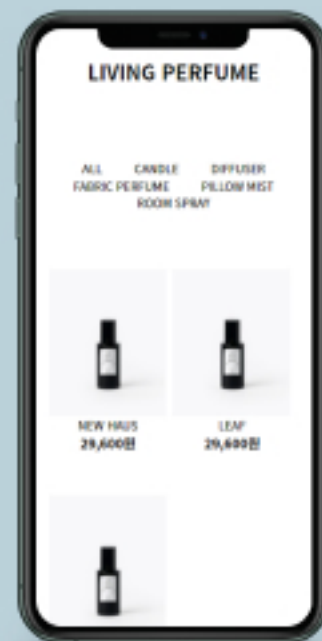 LIVING PERFUME
ALL CANDLE DIFFUSER
FABRIC PERFUME PILLOW MIST
ROOM SPRAY
NEW HAUS LEAF
29,600원 29,600원